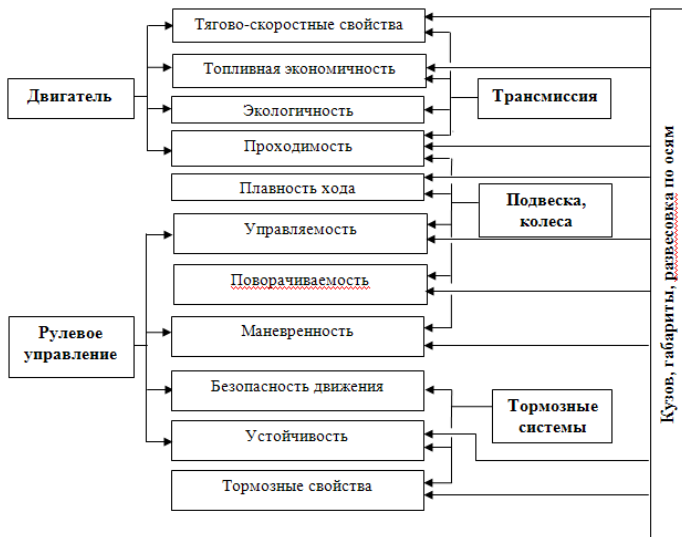 Тягово-скоростные свойства
Топливная экономичность
Двигатель
Трансмиссия
Экологичность
Проходимость
Плавность хода
Подвеска,
колеса
Управляемость
Поворачиваемость
Рулевое
управление
Маневренность
Безопасность движения
Тормозные
системы
Устойчивость
Тормозные свойства
Кузов, габариты, развесовка по осям